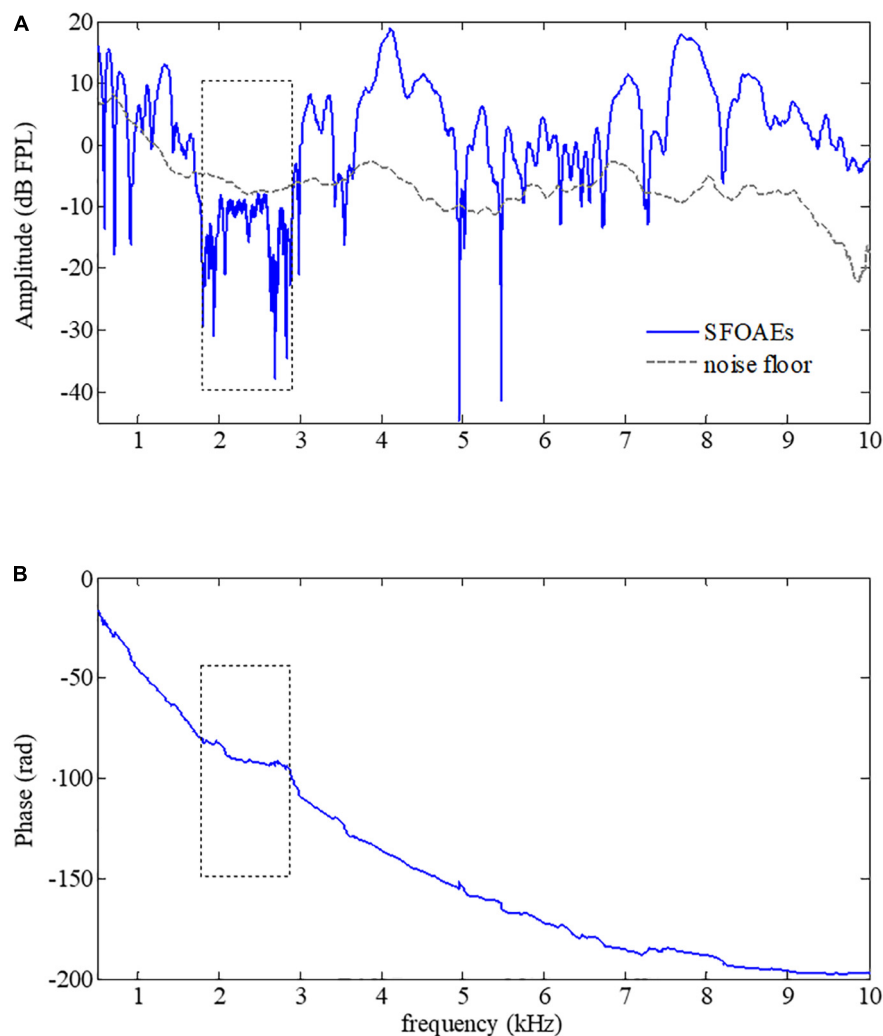 A
Amplitude (dB FPL)
20
10
0
-10
-20
-30
-40
SFOAEs
noise floor
1 2 3 4 5 6 7 8 9 10
B
Phase (rad)
0
-50
-100
-150
-200
1 2 3 4 5 6 7 8 9 10
frequency (kHz)